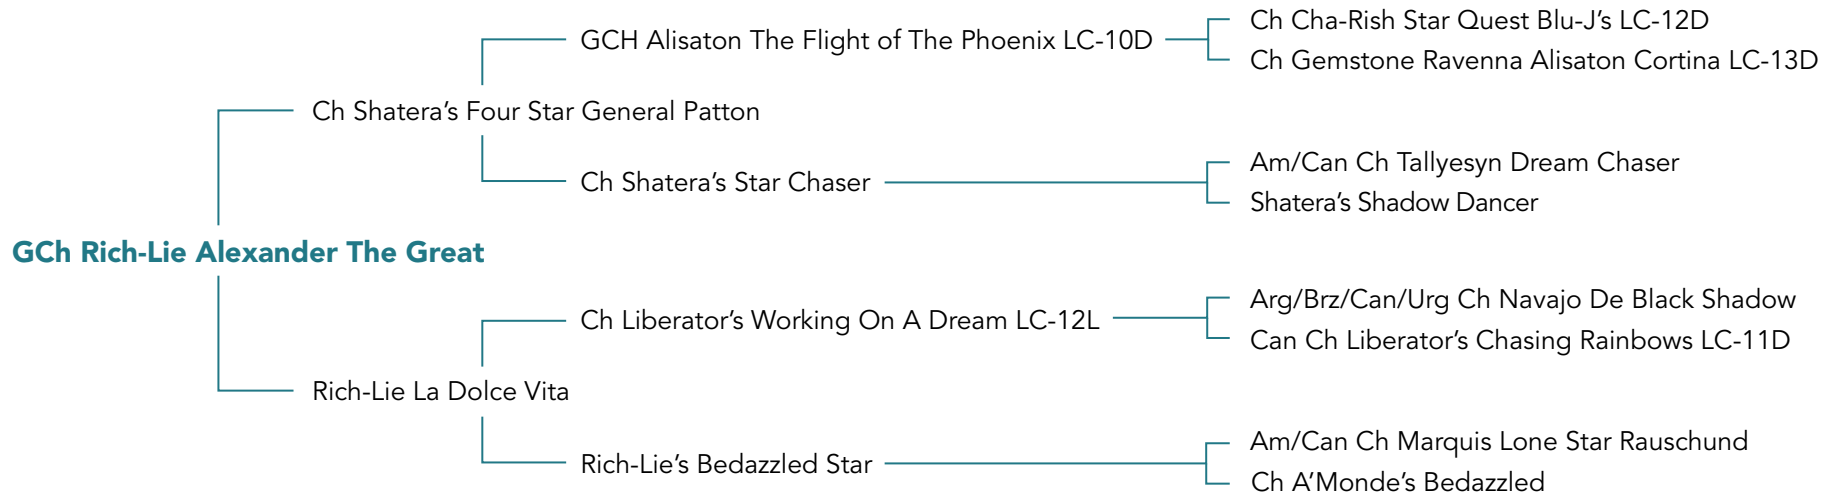 GCH Alisaton The Flight of The Phoenix LC-10D
Ch Cha-Rish Star Quest Blu-J’s LC-12D
Ch Gemstone Ravenna Alisaton Cortina LC-13D
Ch Shatera’s Four Star General Patton
Ch Shatera’s Star Chaser
Am/Can Ch Tallyesyn Dream Chaser
Shatera’s Shadow Dancer
GCh Rich-Lie Alexander The Great
Ch Liberator’s Working On A Dream LC-12L
Arg/Brz/Can/Urg Ch Navajo De Black Shadow
Can Ch Liberator’s Chasing Rainbows LC-11D
Rich-Lie La Dolce Vita
Rich-Lie’s Bedazzled Star
Am/Can Ch Marquis Lone Star Rauschund
Ch A’Monde’s Bedazzled